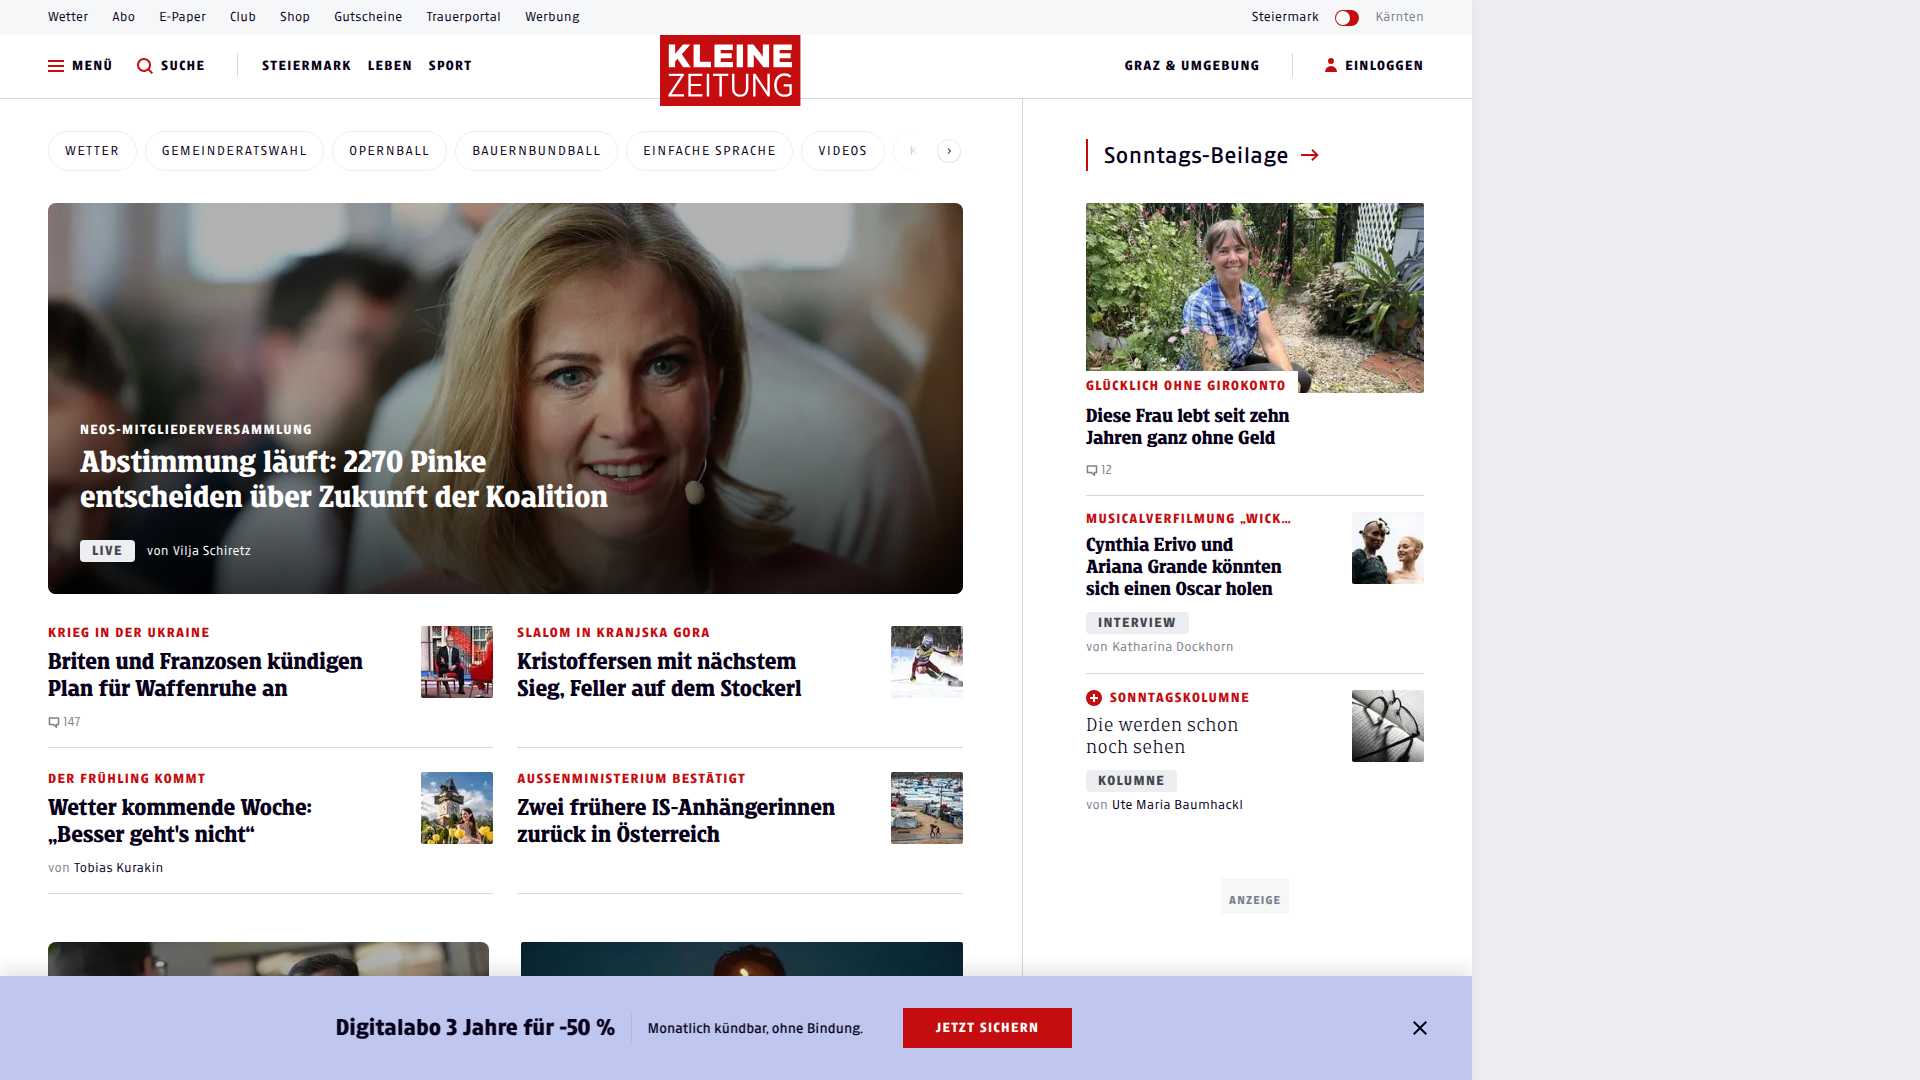 Wetter Abo E-Paper Club Shop Gutscheine Trauerportal Werbung Steiermark Kärnten
MENÜ SUCHE STEIERMARK LEBEN SPORT KLEINE ZEITUNG GRAZ & UMGEBUNG EINLOGGEN
WETTER GEMEINDERATSWAHL OPERNBALL BAUERNBUNDBALL EINFACHE SPRACHE VIDEOS K
NEOS-MITGLIEDERVERSAMMLUNG
Abstimmung läuft: 2270 Pinke
entscheiden über Zukunft der Koalition
LIVE von Vilja Schiretz
KRIEG IN DER UKRAINE
Briten und Franzosen kündigen
Plan für Waffenruhe an
147
SLALOM IN KRANJSKA GORA
Kristoffersen mit nächstem
Sieg, Feller auf dem Stockerl
DER FRÜHLING KOMMT
Wetter kommende Woche:
„Besser geht's nicht“
von Tobias Kurakin
AUSSENMINISTERIUM BESTÄTIGT
Zwei frühere IS-Anhängerinnen
zurück in Österreich
Sonntags-Beilage →
GLÜCKLICH OHNE GIROKONTO
Diese Frau lebt seit zehn
Jahren ganz ohne Geld
12
MUSICALVERFILMUNG „WICK…
Cynthia Erivo und
Ariana Grande könnten
sich einen Oscar holen
INTERVIEW
von Katharina Dockhorn
SONNTAGSKOLUMNE
Die werden schon
noch sehen
KOLUMNE
von Ute Maria Baumhackl
ANZEIGE
Digitalabo 3 Jahre für -50 % Monatlich kündbar, ohne Bindung. JETZT SICHERN